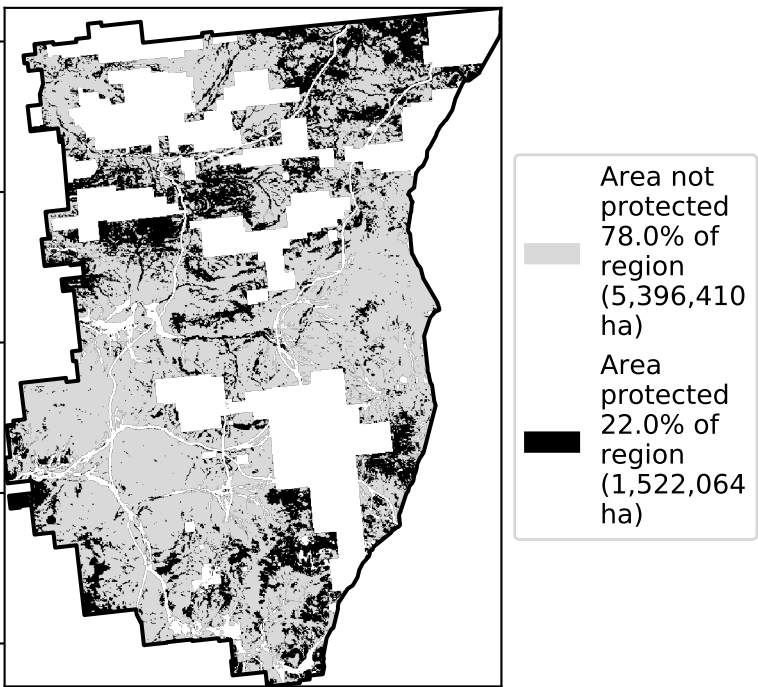 Area not
protected
78.0% of
region
(5,396,410
ha)
Area
protected
22.0% of
region
(1,522,064
ha)